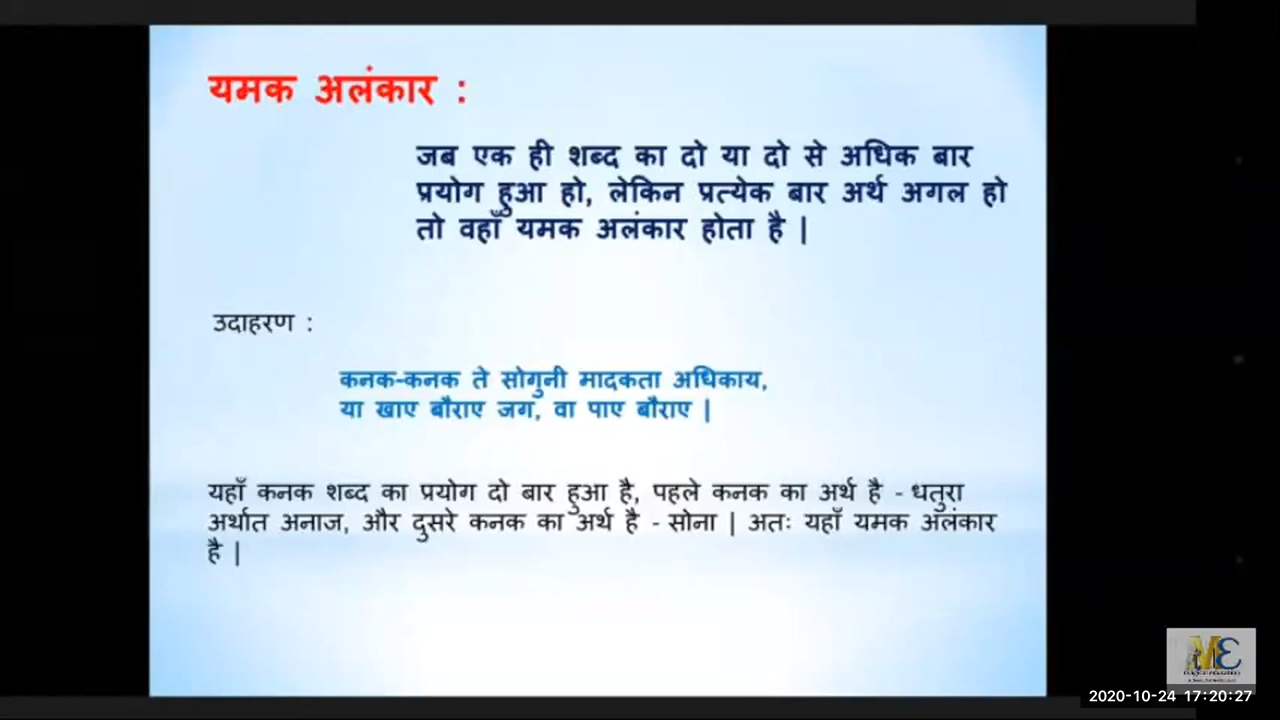 यमक अलंकार :
जब एक ही शब्द का दो या दो से अधिक बार
प्रयोग हुआ हो, लेकिन प्रत्येक बार अर्थ अगल हो
तो वहाँ यमक अलंकार होता है |
उदाहरण :
कनक-कनक ते सोगुनी मादकता अधिकाय,
या खाए बौराए जग, वा पाए बौराए |
यहाँ कनक शब्द का प्रयोग दो बार हुआ है, पहले कनक का अर्थ है - धतुरा
अर्थात अनाज, और दुसरे कनक का अर्थ है - सोना | अतः यहाँ यमक अलंकार
है |
2020-10-24 17:20:27